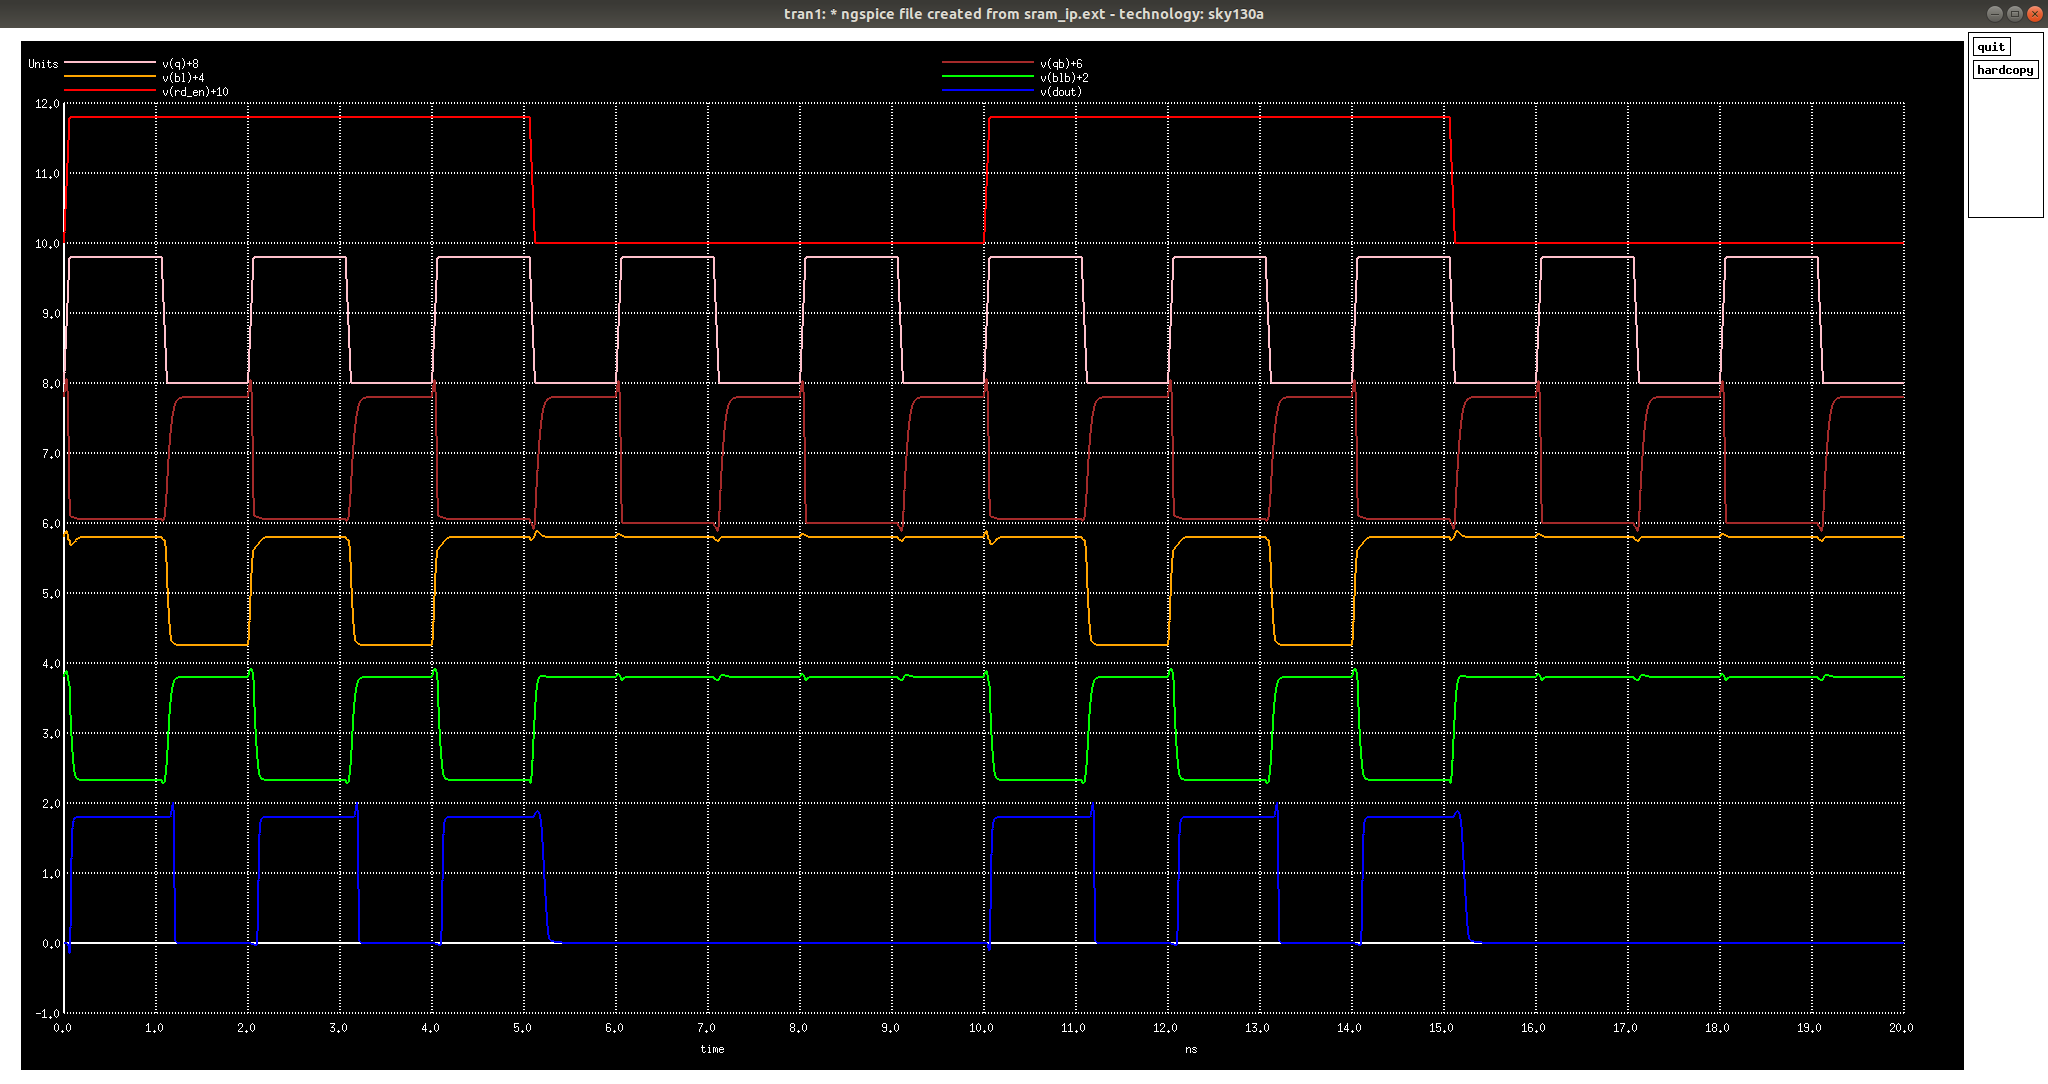 tran1: * ngspice file created from sram_ip.ext - technology: sky130a
quit
hardcopy
Units
v(q)+8
v(qb)+6
v(bl)+4
v(blb)+2
v(rd_en)+10
v(dout)
12.0
11.0
10.0
9.0
8.0
7.0
6.0
5.0
4.0
3.0
2.0
1.0
0.0
-1.0
0.0 1.0 2.0 3.0 4.0 5.0 6.0 7.0 8.0 9.0 10.0 11.0 12.0 13.0 14.0 15.0 16.0 17.0 18.0 19.0 20.0
time ns